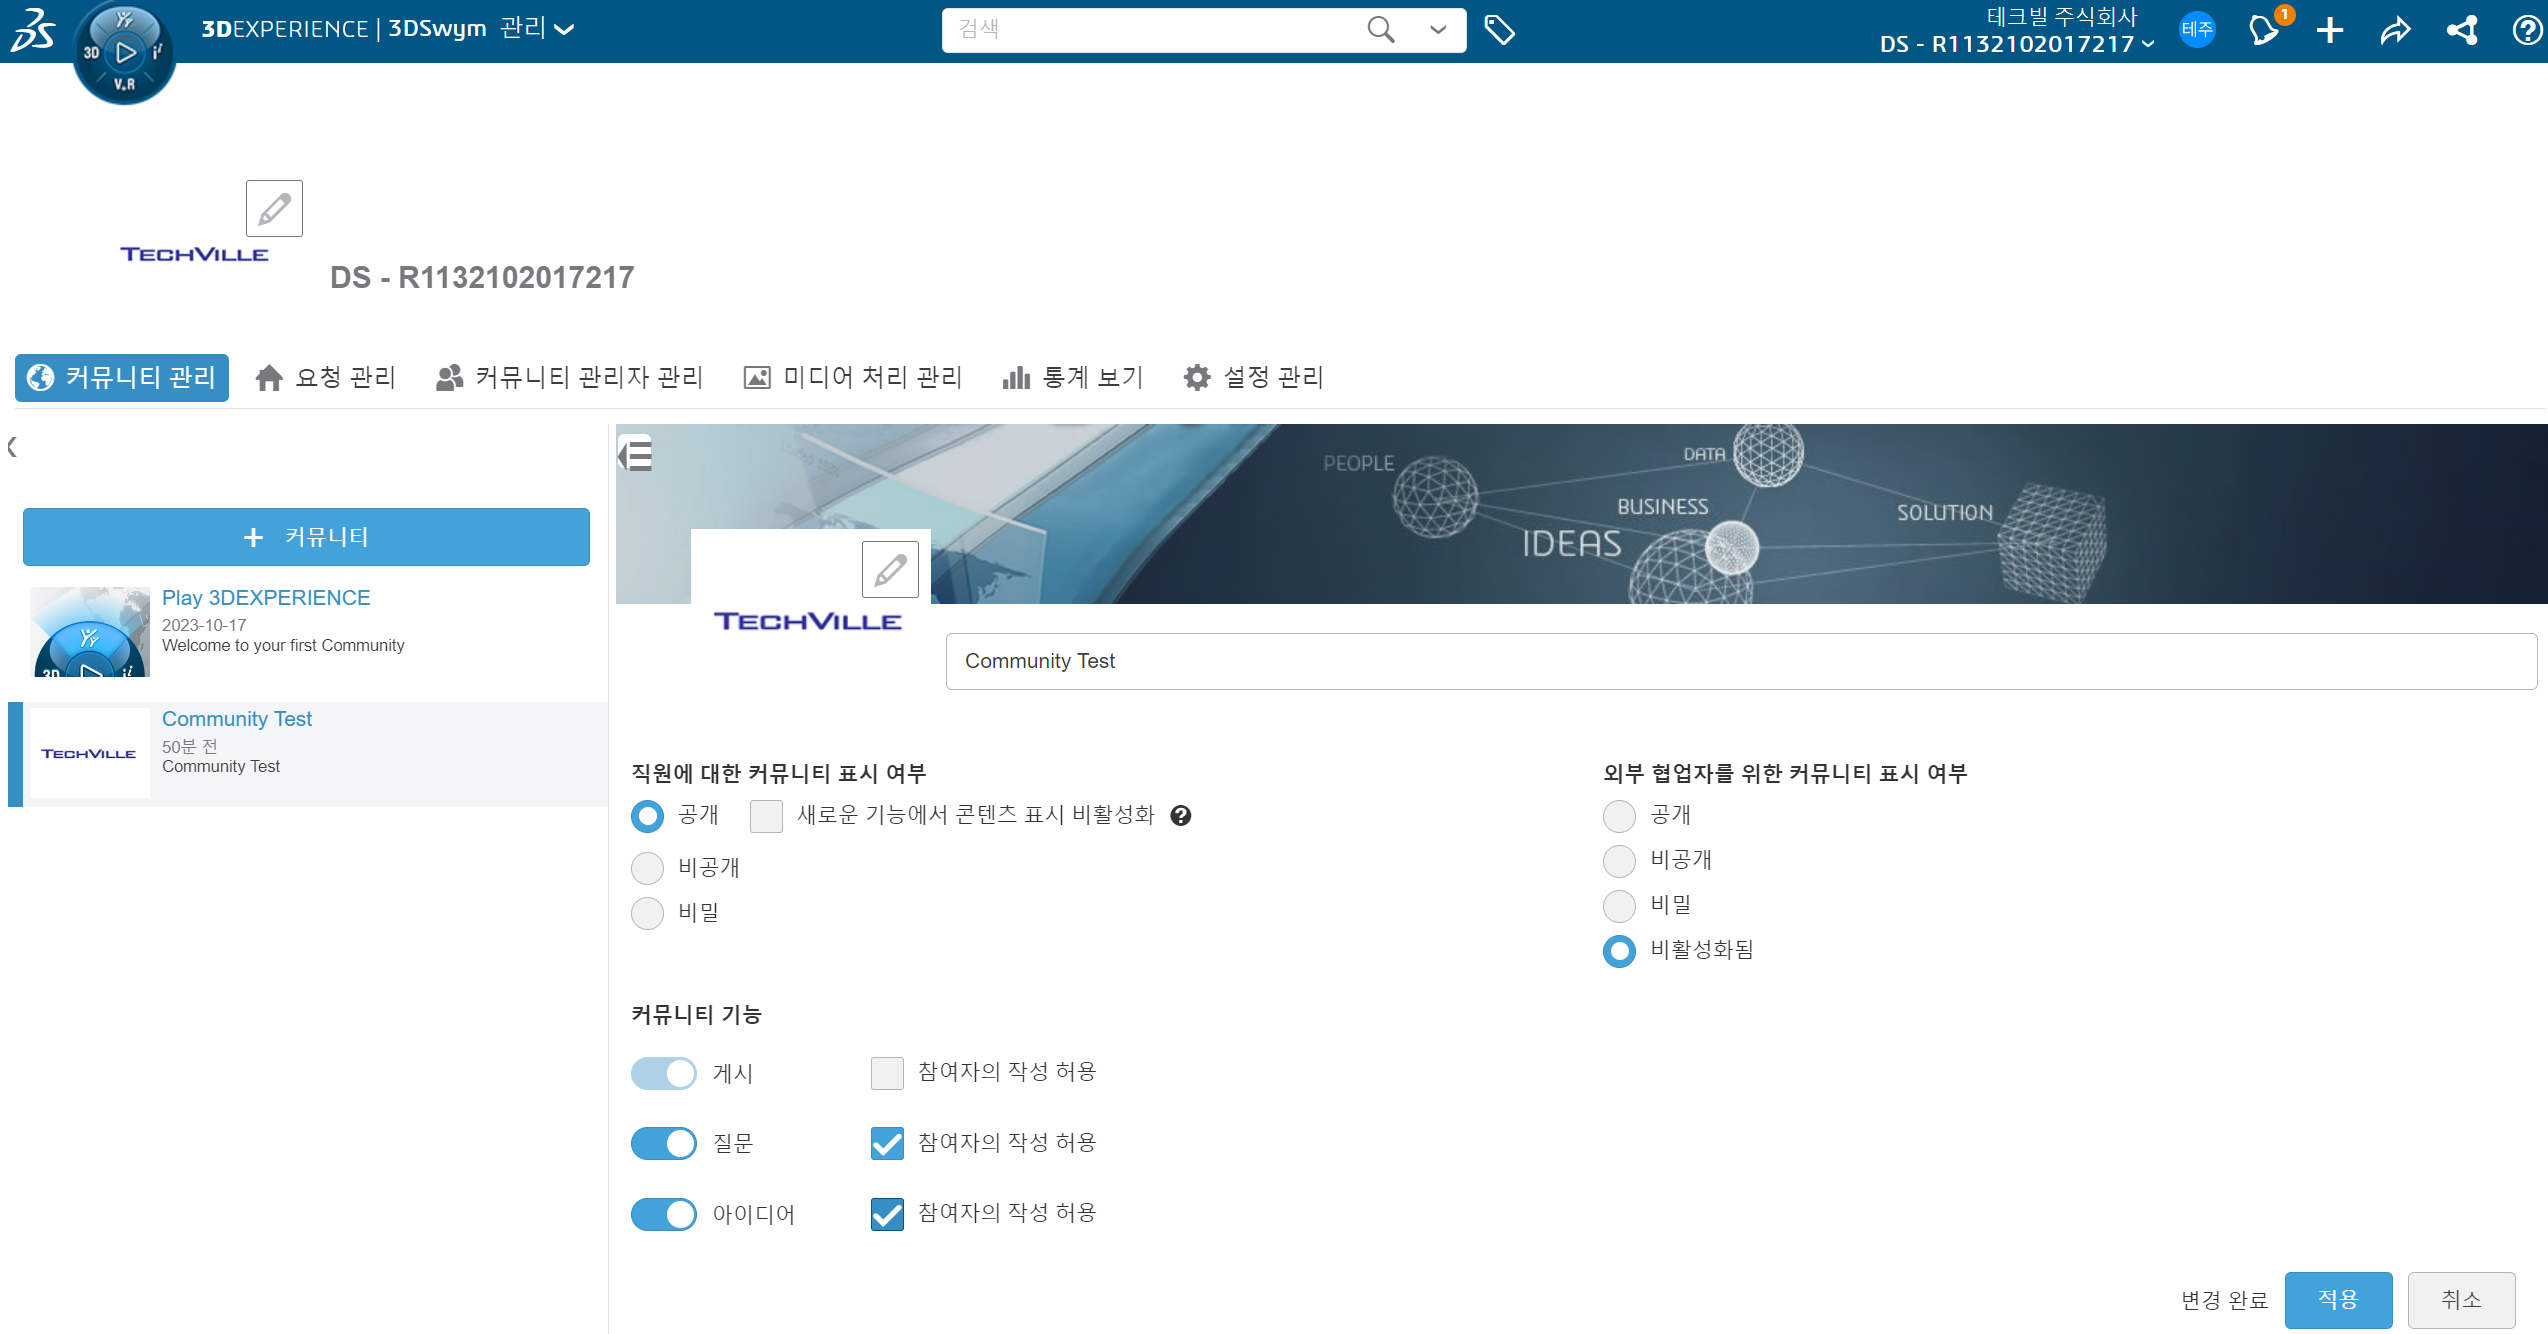 3DEXPERIENCE | 3DSwym 관리
검색
테크빌 주식회사
DS - R1132102017217
테주
1
3D
V.R
TECHVILLE
DS - R1132102017217
커뮤니티 관리
요청 관리
커뮤니티 관리자 관리
미디어 처리 관리
통계 보기
설정 관리
+ 커뮤니티
Play 3DEXPERIENCE
2023-10-17
Welcome to your first Community
3D
TECHVILLE
Community Test
50분 전
Community Test
PEOPLE
DATA
BUSINESS
IDEAS
SOLUTION
TECHVILLE
Community Test
직원에 대한 커뮤니티 표시 여부
공개
새로운 기능에서 콘텐츠 표시 비활성화
비공개
비밀
외부 협업자를 위한 커뮤니티 표시 여부
공개
비공개
비밀
비활성화됨
커뮤니티 기능
게시
참여자의 작성 허용
질문
참여자의 작성 허용
아이디어
참여자의 작성 허용
변경 완료
적용
취소